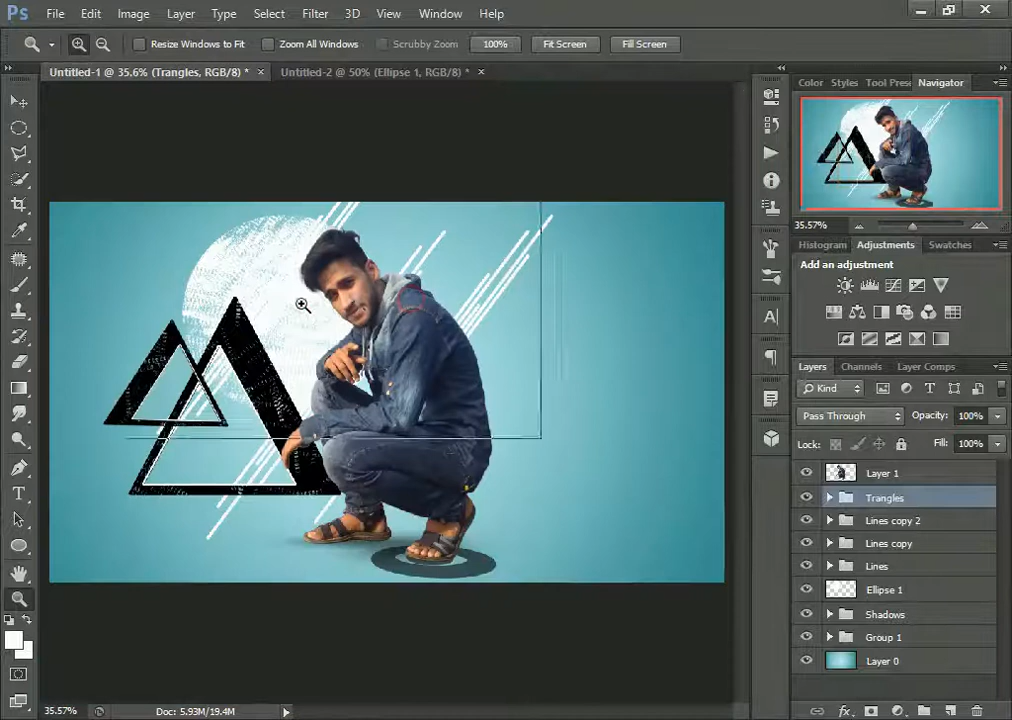 Ps File Edit Image Layer Type Select Filter 3D View Window Help
Resize Windows to Fit Zoom All Windows Scrubby Zoom 100% Fit Screen Fill Screen
Untitled-1 @ 35.6% (Trangles, RGB/8) * × Untitled-2 @ 50% (Ellipse 1, RGB/8) * ×
Color Styles Tool Pres Navigator
35.57%
Histogram Adjustments Swatches
Add an adjustment
Layers Channels Layer Comps
Kind
Pass Through Opacity: 100%
Lock: Fill: 100%
Layer 1
Trangles
Lines copy 2
Lines copy
Lines
Ellipse 1
Shadows
Group 1
Layer 0
35.57% Doc: 5.93M/19.4M